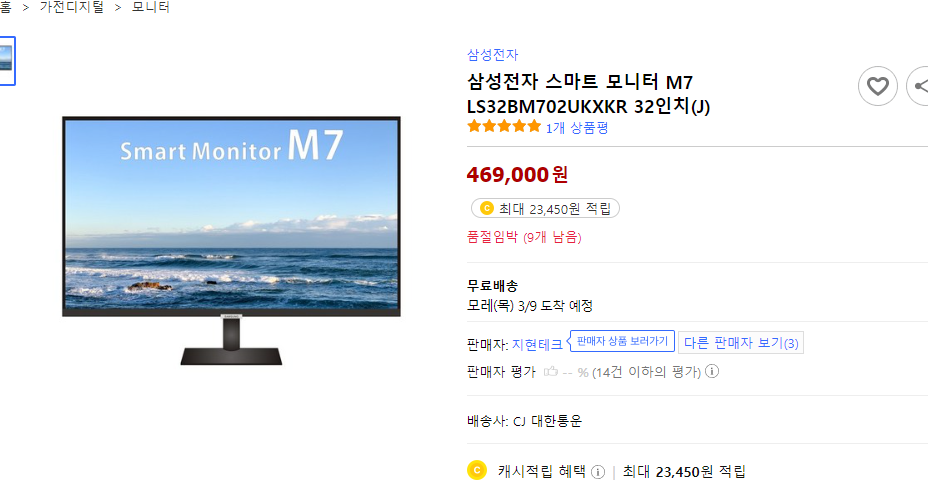 홈 > 가전디지털 > 모니터
Smart Monitor M7
삼성전자
삼성전자 스마트 모니터 M7
LS32BM702UKXKR 32인치(J)
1개 상품평
469,000원
C 최대 23,450원 적립
품절임박 (9개 남음)
무료배송
모레(목) 3/9 도착 예정
판매자: 지현테크 판매자 상품 보러가기 다른 판매자 보기(3)
판매자 평가 -- % (14건 이하의 평가)
배송사: CJ 대한통운
C 캐시적립 혜택 | 최대 23,450원 적립